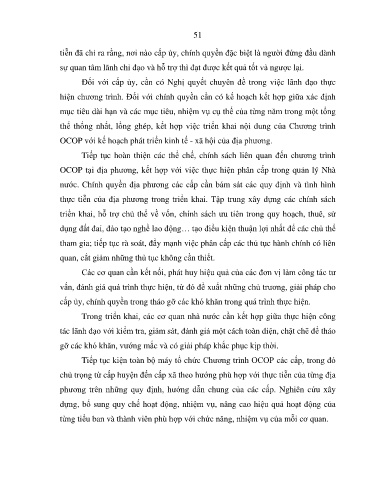 51
tiễn đã chỉ ra rằng, nơi nào cấp ủy, chính quyền đặc biệt là người đứng đầu dành
sự quan tâm lãnh chỉ đạo và hỗ trợ thì đạt được kết quả tốt và ngược lại.
Đối với cấp ủy, cần có Nghị quyết chuyên đề trong việc lãnh đạo thực
hiện chương trình. Đối với chính quyền cần có kế hoạch kết hợp giữa xác định
mục tiêu dài hạn và các mục tiêu, nhiệm vụ cụ thể của từng năm trong một tổng
thể thống nhất, lồng ghép, kết hợp việc triển khai nội dung của Chương trình
OCOP với kế hoạch phát triển kinh tế - xã hội của địa phương.
Tiếp tục hoàn thiện các thể chế, chính sách liên quan đến chương trình
OCOP tại địa phương, kết hợp với việc thực hiện phân cấp trong quản lý Nhà
nước. Chính quyền địa phương các cấp cần bám sát các quy định và tình hình
thực tiễn của địa phương trong triển khai. Tập trung xây dựng các chính sách
triển khai, hỗ trợ chủ thể về vốn, chính sách ưu tiên trong quy hoạch, thuê, sử
dụng đất đai, đào tạo nghề lao động… tạo điều kiện thuận lợi nhất để các chủ thể
tham gia; tiếp tục rà soát, đẩy mạnh việc phân cấp các thủ tục hành chính có liên
quan, cắt giảm những thủ tục không cần thiết.
Các cơ quan cần kết nối, phát huy hiệu quả của các đơn vị làm công tác tư
vấn, đánh giá quá trình thực hiện, từ đó đề xuất những chủ trương, giải pháp cho
cấp ủy, chính quyền trong tháo gỡ các khó khăn trong quá trình thực hiện.
Trong triển khai, các cơ quan nhà nước cần kết hợp giữa thực hiện công
tác lãnh đạo với kiểm tra, giám sát, đánh giá một cách toàn diện, chặt chẽ để tháo
gỡ các khó khăn, vướng mắc và có giải pháp khắc phục kịp thời.
Tiếp tục kiện toàn bộ máy tổ chức Chương trình OCOP các cấp, trong đó
chú trọng từ cấp huyện đến cấp xã theo hướng phù hợp với thực tiễn của từng địa
phương trên những quy định, hướng dẫn chung của các cấp. Nghiên cứu xây
dựng, bổ sung quy chế hoạt động, nhiệm vụ, nâng cao hiệu quả hoạt động của
từng tiểu ban và thành viên phù hợp với chức năng, nhiệm vụ của mỗi cơ quan.